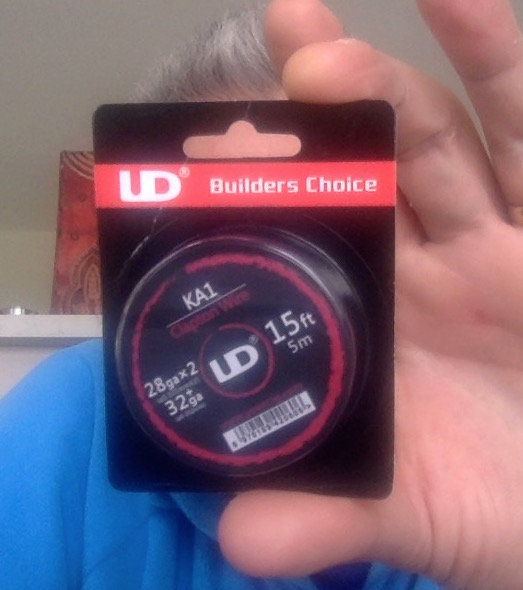 UD® Builders Choice
KA1
Clapton Wire
15ft
5m
UD®
28ga×2
+
32ga